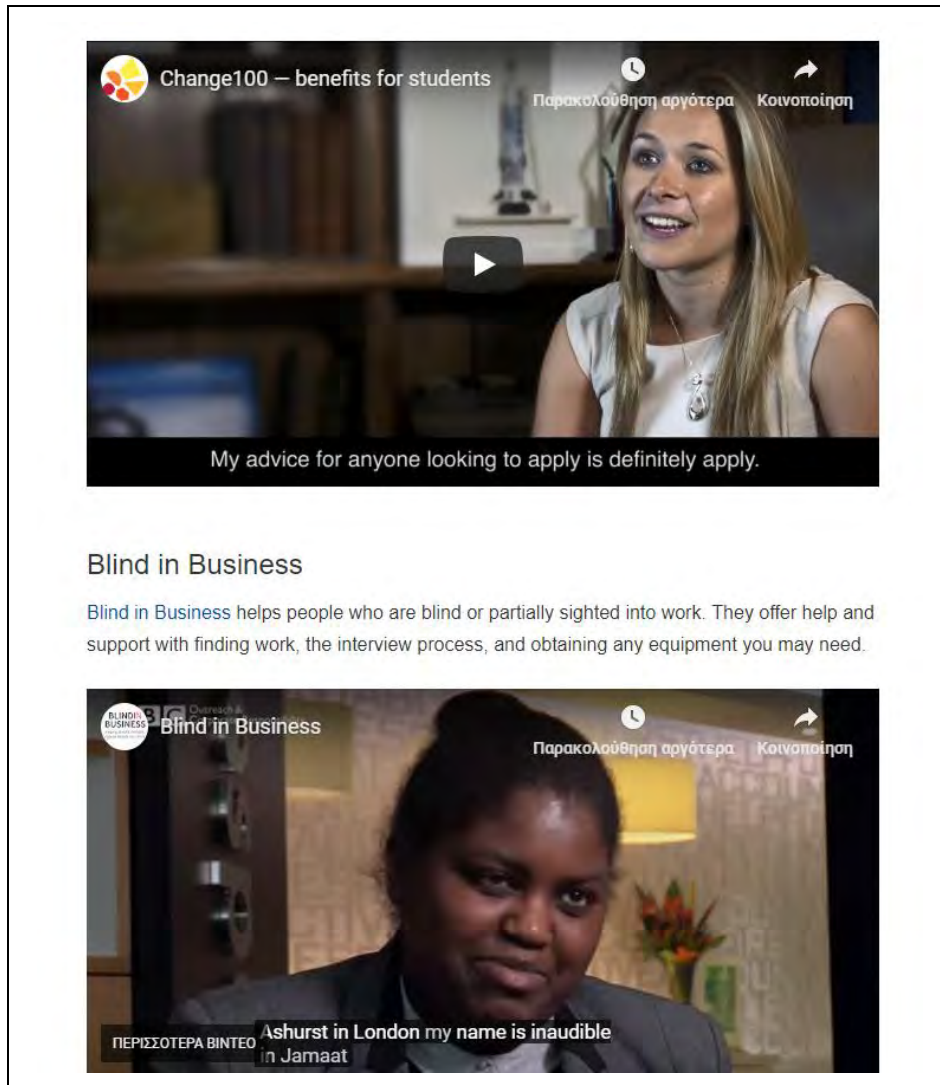 Change100 – benefits for students
Παρακολούθηση αργότερα
Κοινοποίηση
My advice for anyone looking to apply is definitely apply.
Blind in Business
Blind in Business helps people who are blind or partially sighted into work. They offer help and
support with finding work, the interview process, and obtaining any equipment you may need.
BLINDIN
BUSINESS
Overreach &
Blind in Business
Παρακολούθηση αργότερα
Κοινοποίηση
ΠΕΡΙΣΣΟΤΕΡΑ ΒΙΝΤΕΟ
Ashurst in London my name is inaudible
in Jamaat